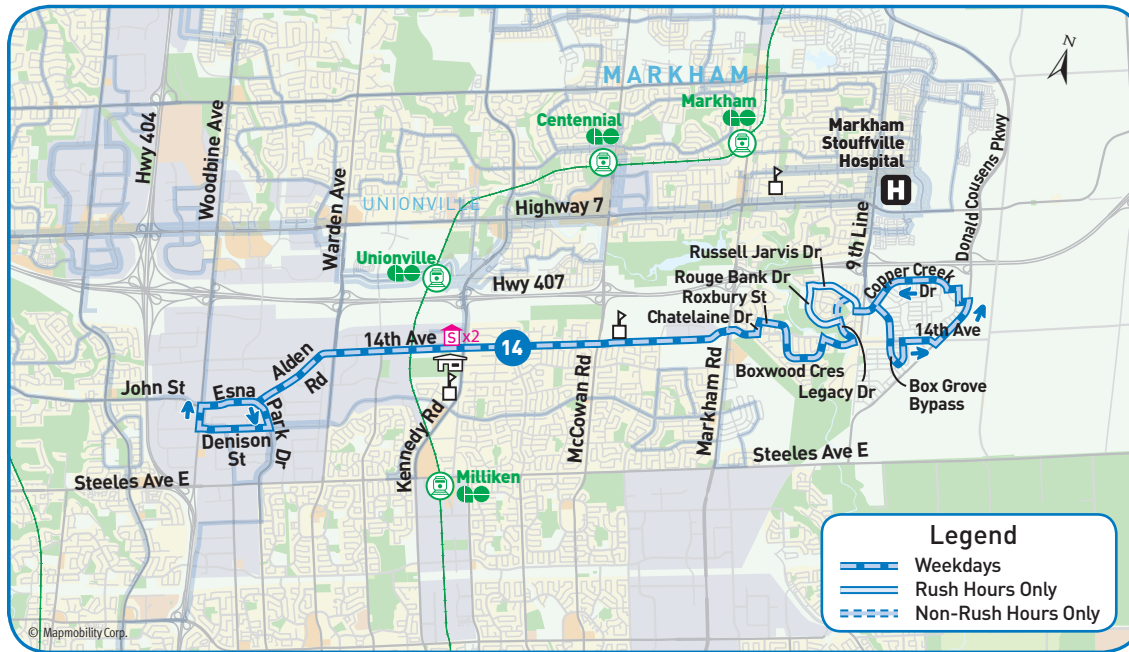 N
MARKHAM
Markham
Centennial
Markham
Stouffville
Hospital
H
Hwy 404
Woodbine Ave
Warden Ave
UNIONVILLE
Highway 7
9th Line
Donald Cousens Pkwy
Unionville
Hwy 407
Russell Jarvis Dr
Rouge Bank Dr
Roxbury St
Chatelaine Dr
Copper Creek
Dr
14th Ave
S x2
14
14th Ave
Alden
Rd
John St
Esna
Park Dr
Denison
St
Kennedy Rd
McCowan Rd
Markham Rd
Boxwood Cres
Legacy Dr
Box Grove
Bypass
Steeles Ave E
Steeles Ave E
Milliken
Legend
Weekdays
Rush Hours Only
Non-Rush Hours Only
© Mapmobility Corp.